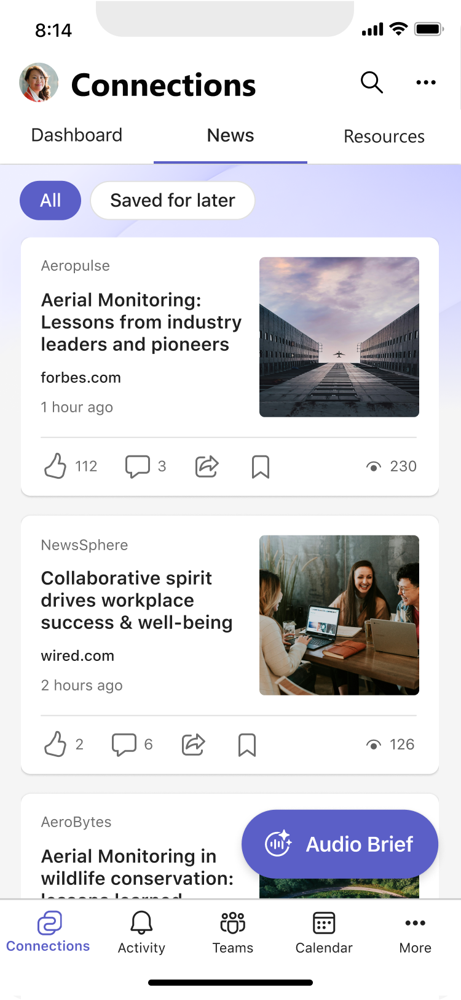 8:14
Connections
Dashboard
News
Resources
All
Saved for later
Aeropulse
Aerial Monitoring:
Lessons from industry
leaders and pioneers
forbes.com
1 hour ago
112
3
230
NewsSphere
Collaborative spirit
drives workplace
success & well-being
wired.com
2 hours ago
2
6
126
AeroBytes
Aerial Monitoring in
wildlife conservation:
lessons learned
Audio Brief
Connections
Activity
Teams
Calendar
More